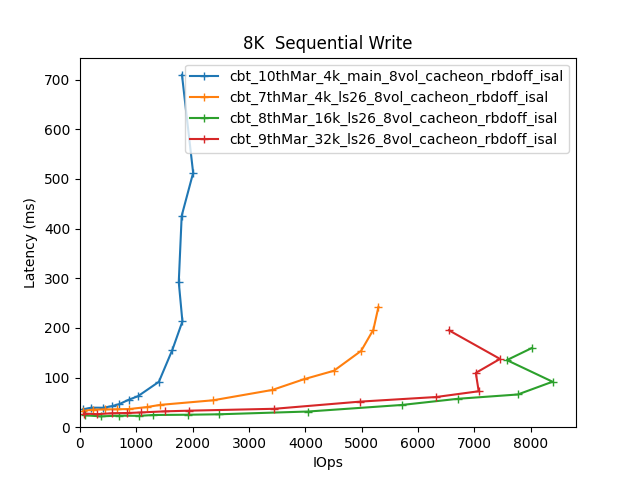 8K  Sequential Write
cbt_10thMar_4k_main_8vol_cacheon_rbdoff_isal
cbt_7thMar_4k_ls26_8vol_cacheon_rbdoff_isal
cbt_8thMar_16k_ls26_8vol_cacheon_rbdoff_isal
cbt_9thMar_32k_ls26_8vol_cacheon_rbdoff_isal
Latency (ms)
700
600
500
400
300
200
100
0
0 1000 2000 3000 4000 5000 6000 7000 8000
IOps